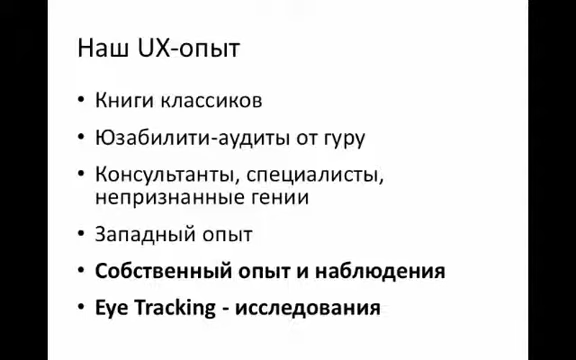 Наш UX-опыт
• Книги классиков
• Юзабилити-аудиты от гуру
• Консультанты, специалисты,
непризнанные гении
• Западный опыт
• Собственный опыт и наблюдения
• Eye Tracking - исследования